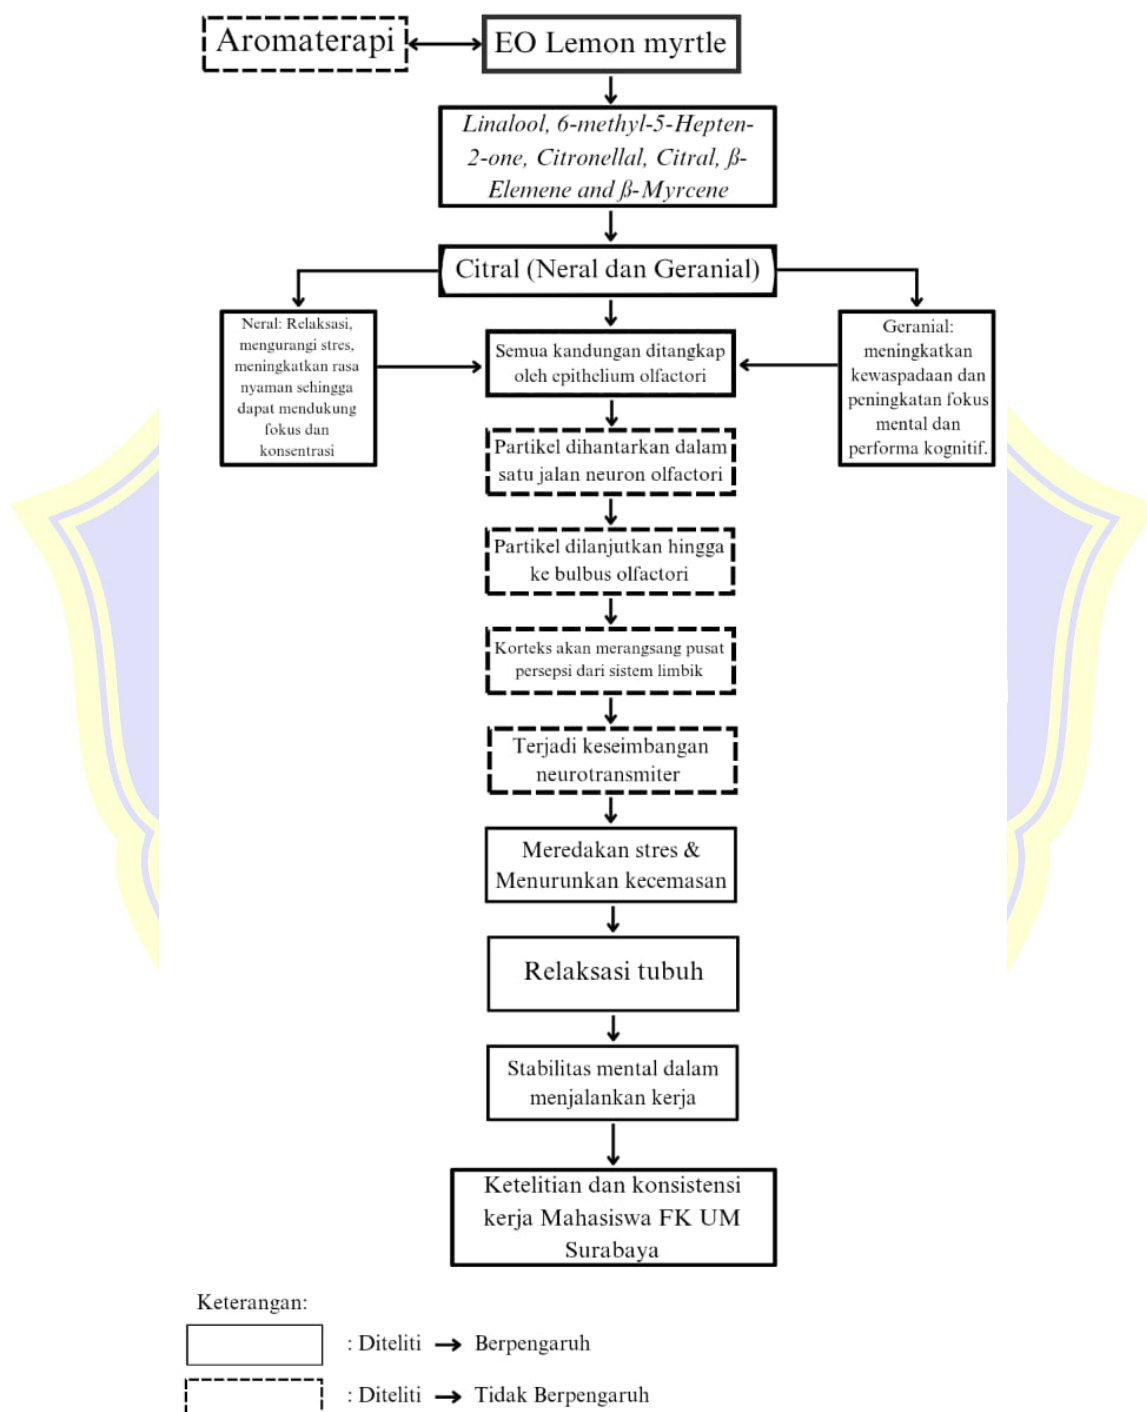 Aromaterapi
EO Lemon myrtle
Linalool, 6-methyl-5-Hepten-
2-one, Citronellal, Citral, ß-
Elemene and ß-Myrcene
Citral (Neral dan Geranial)
Neral: Relaksasi,
mengurangi stres,
meningkatkan rasa
nyaman sehingga
dapat mendukung
fokus dan
konsentrasi
Semua kandungan ditangkap
oleh epithelium olfactori
Geranial:
meningkatkan
kewaspadaan dan
peningkatan fokus
mental dan
performa kognitif.
Partikel dihantarkan dalam
satu jalan neuron olfactori
Partikel dilanjutkan hingga
ke bulbus olfactori
Korteks akan merangsang pusat
persepsi dari sistem limbik
Terjadi keseimbangan
neurotransmiter
Meredakan stres &
Menurunkan kecemasan
Relaksasi tubuh
Stabilitas mental dalam
menjalankan kerja
Ketelitian dan konsistensi
kerja Mahasiswa FK UM
Surabaya
Keterangan:
: Diteliti → Berpengaruh
: Diteliti → Tidak Berpengaruh